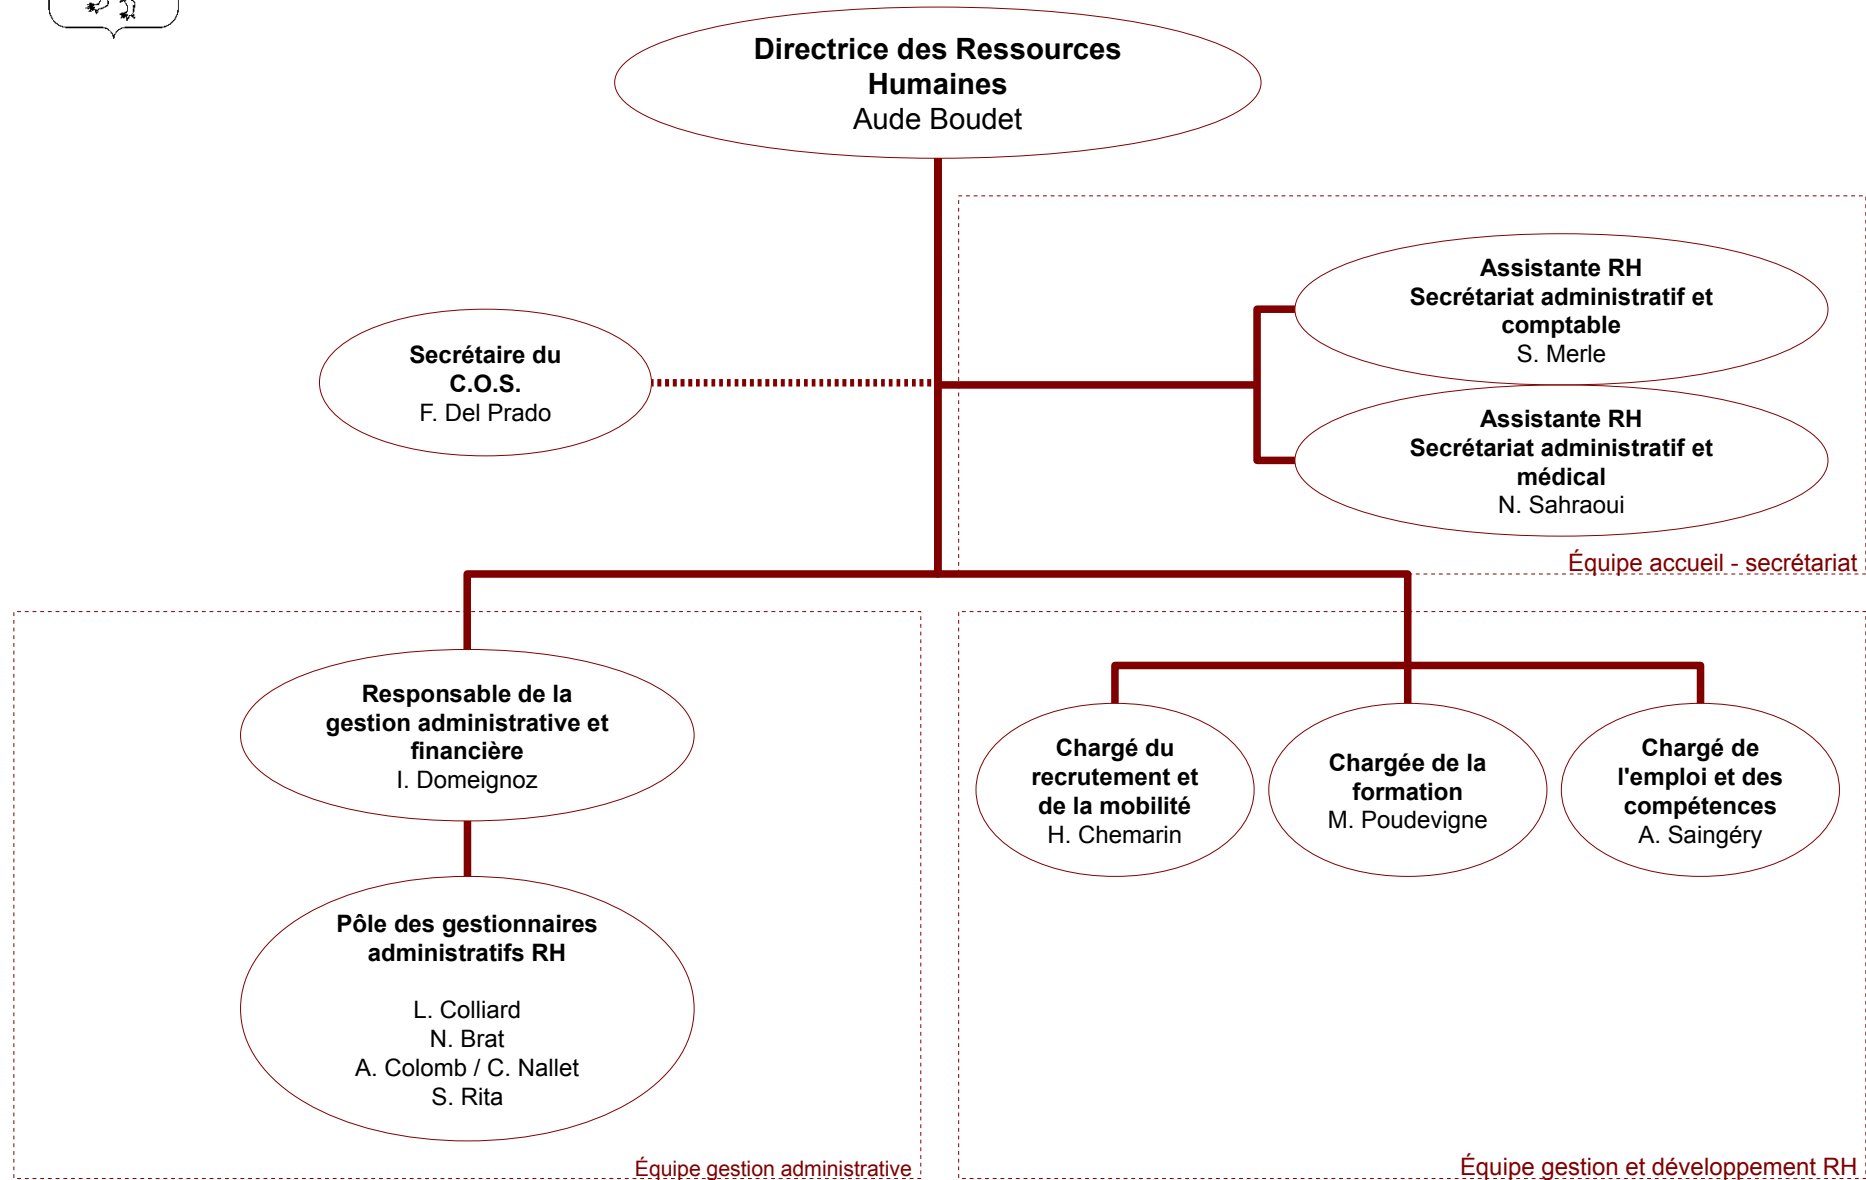 Directrice des Ressources
Humaines
Aude Boudet
Assistante RH
Secrétariat administratif et
comptable
S. Merle
Secrétaire du
C.O.S.
F. Del Prado
Assistante RH
Secrétariat administratif et
médical
N. Sahraoui
Équipe accueil - secrétariat
Responsable de la
gestion administrative et
financière
I. Domeignoz
Chargé du
recrutement et
de la mobilité
H. Chemarin
Chargée de la
formation
M. Poudevigne
Chargé de
l'emploi et des
compétences
A. Saingéry
Pôle des gestionnaires
administratifs RH
L. Colliard
N. Brat
A. Colomb / C. Nallet
S. Rita
Équipe gestion administrative
Équipe gestion et développement RH